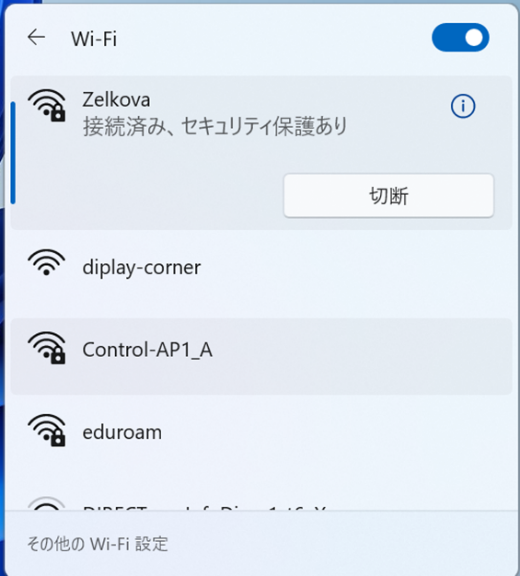 Wi-Fi
Zelkova
接続済み、セキュリティ保護あり
切断
diplay-corner
Control-AP1_A
eduroam
その他の Wi-Fi 設定